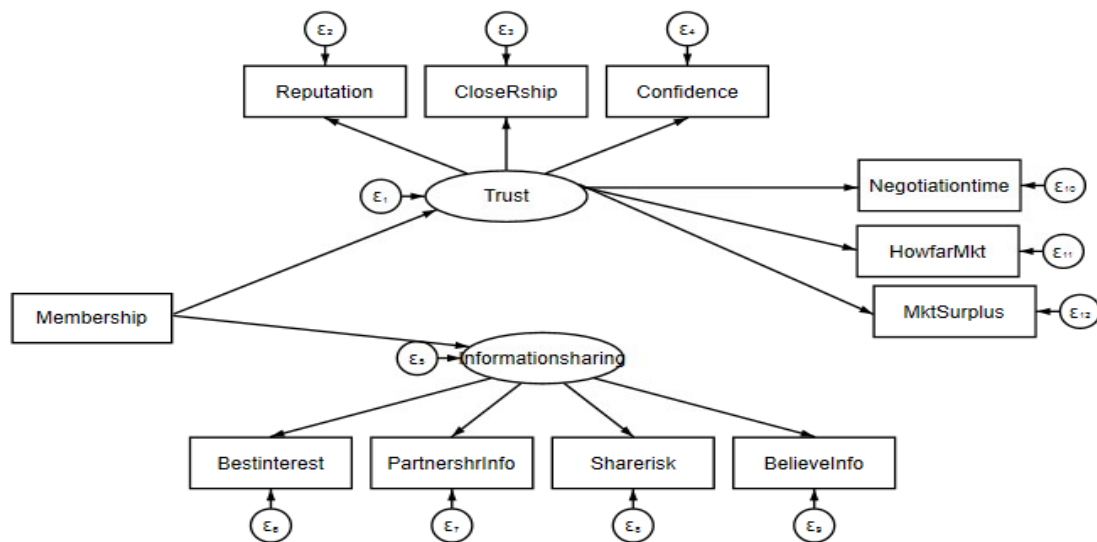 ε₂
ε₃
ε₄
Reputation
CloseRship
Confidence
ε₁
Trust
Negotiationtime
ε₁₀
HowfarMkt
ε₁₁
Membership
MktSurplus
ε₁₂
ε₅
Informationsharing
Bestinterest
PartnershrInfo
Sharerisk
BelieveInfo
ε₆
ε₇
ε₈
ε₉